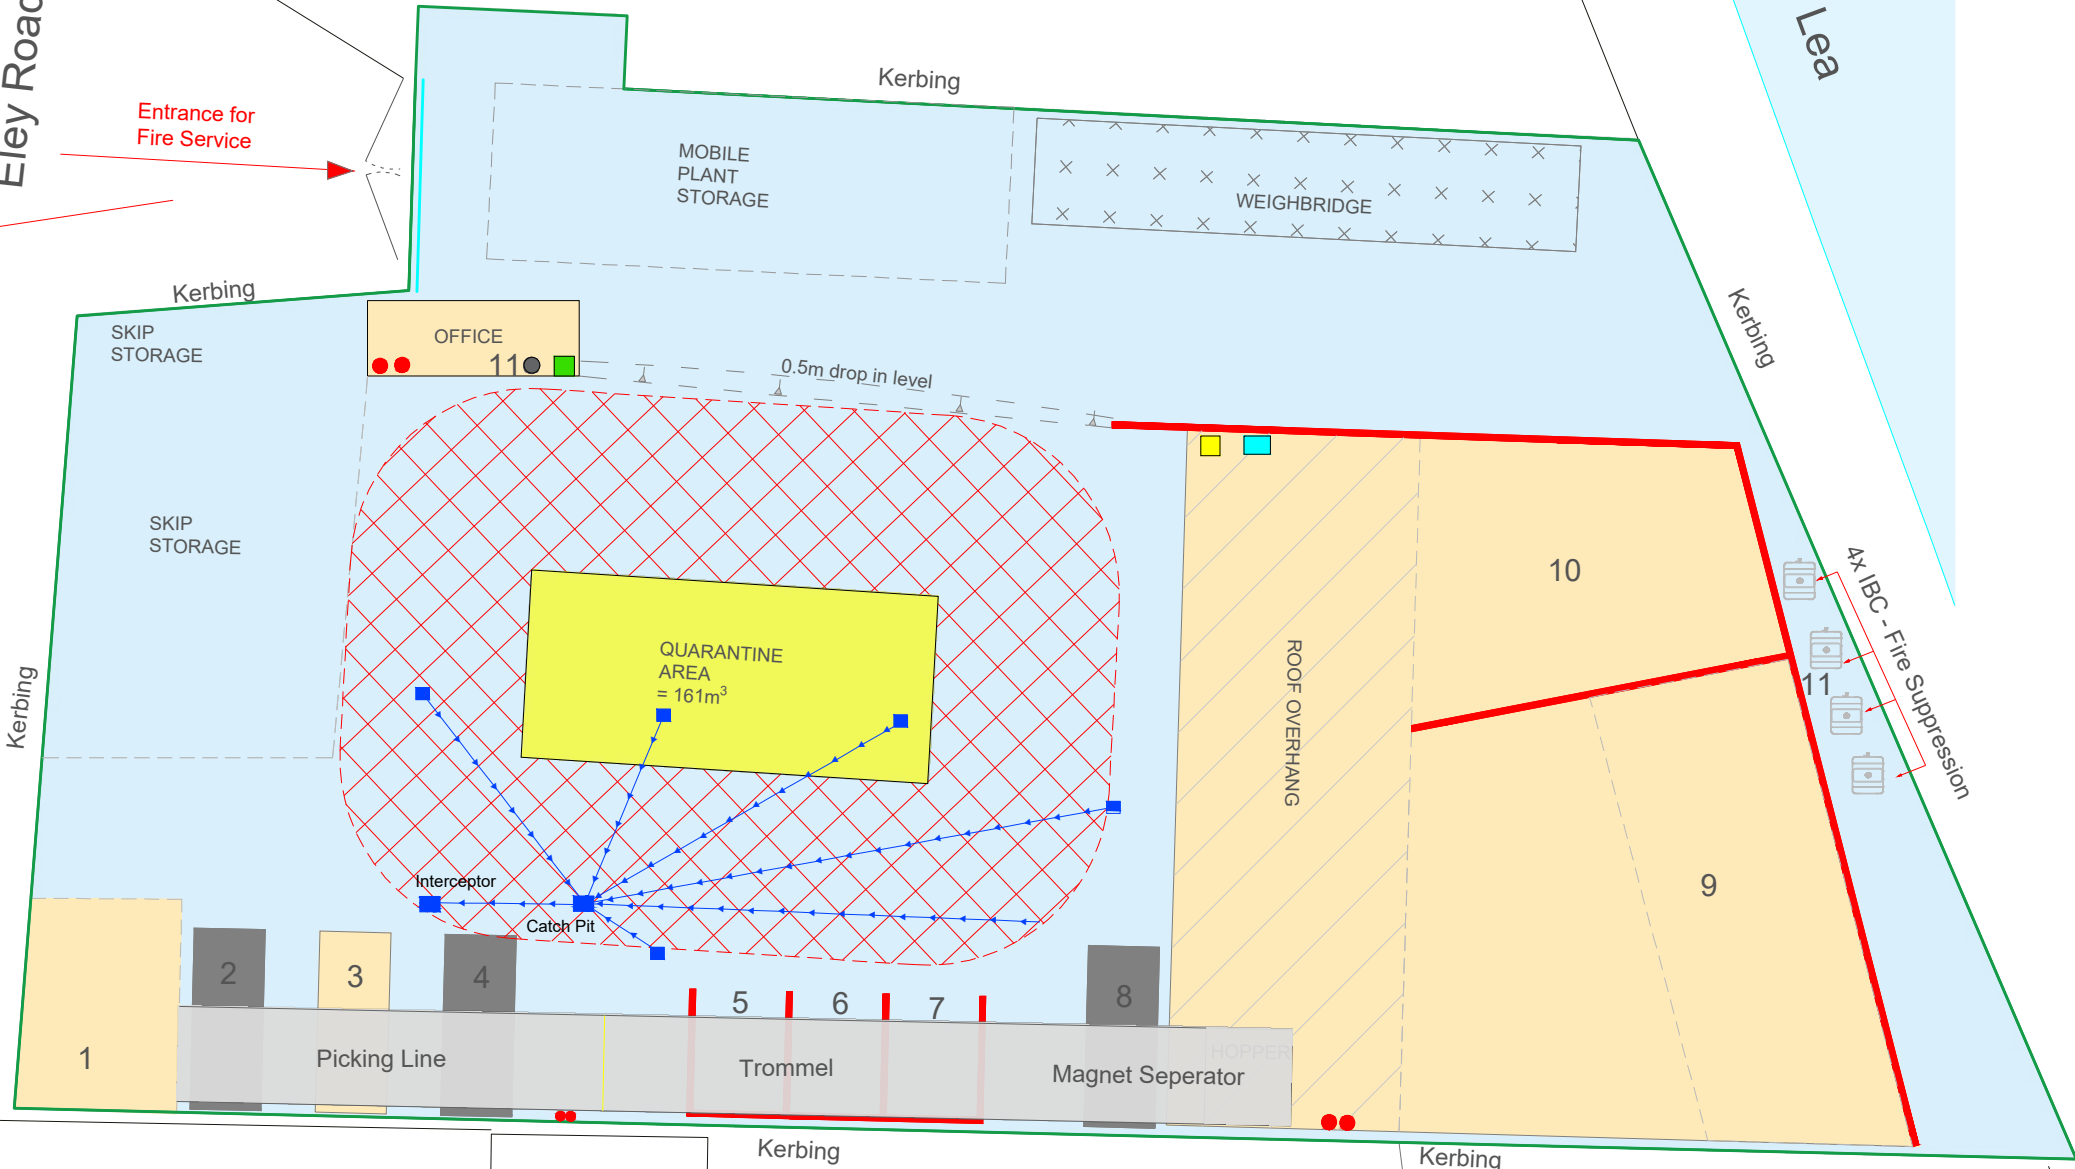 Eley Road
Entrance for
Fire Service
Kerbing
Lea
MOBILE
PLANT
STORAGE
WEIGHBRIDGE
Kerbing
SKIP
STORAGE
OFFICE
11
0.5m drop in level
Kerbing
SKIP
STORAGE
10
4x IBC - Fire Suppression
11
QUARANTINE
AREA
= 161m³
ROOF OVERHANG
Kerbing
9
Interceptor
Catch Pit
1
2
3
4
5
6
7
8
Picking Line
Trommel
Magnet Seperator
HOPPER
Kerbing
Kerbing